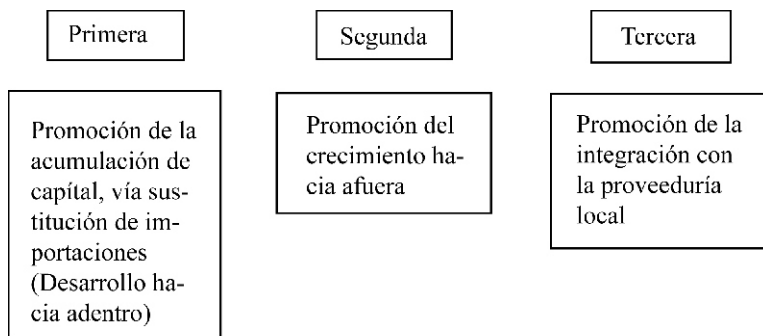 Primera
Segunda
Tercera
Promoción de la
acumulación de
capítal, vía sus-
titución de im-
portaciones
(Desarrollo ha-
cia adentro)
Promoción del
crecimiento ha-
cia afuera
Promoción de la
integración con
la proveeduría
local